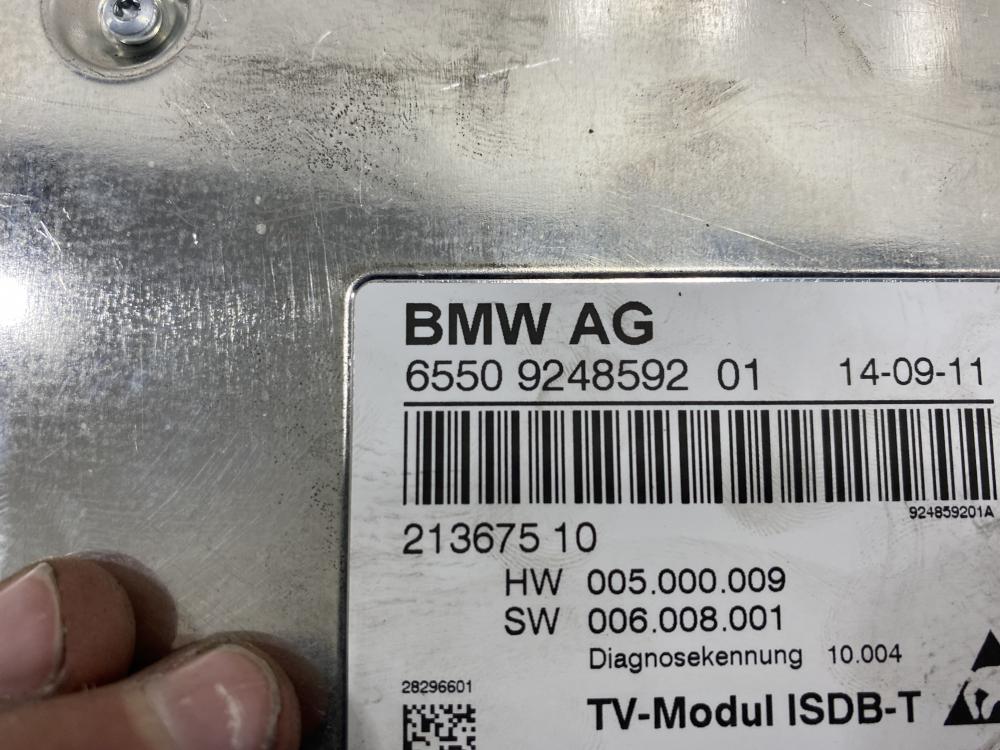 BMW AG
6550 9248592 01 14-09-11
924859201A
213675 10
HW 005.000.009
SW 006.008.001
Diagnosekennung 10.004
28296601
TV-Modul ISDB-T